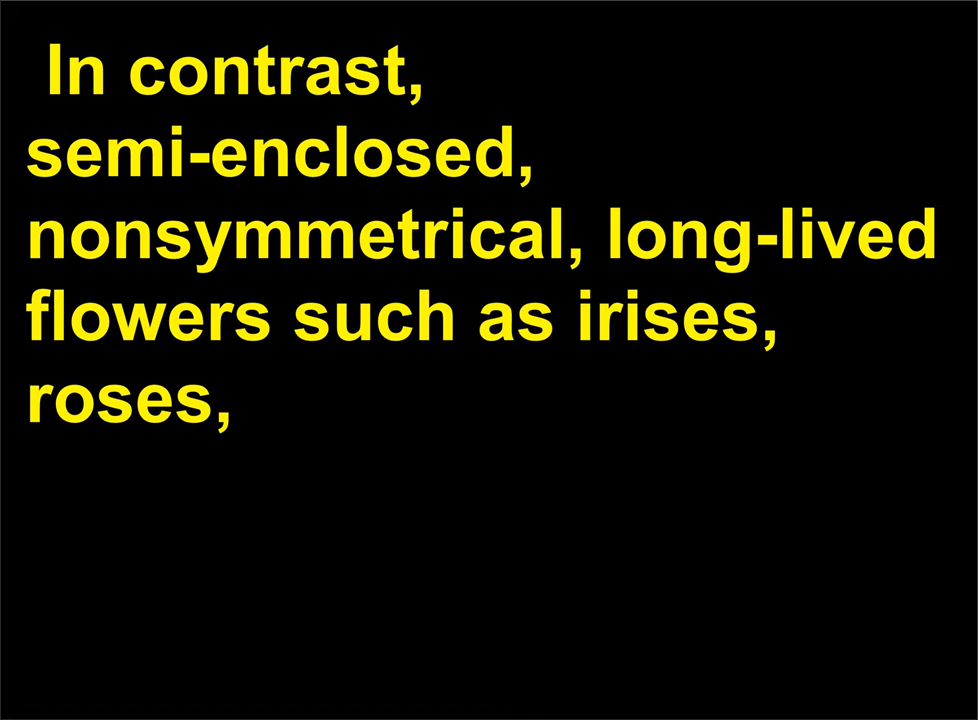 In contrast,
semi-enclosed,
nonsymmetrical, long-lived
flowers such as irises,
roses,